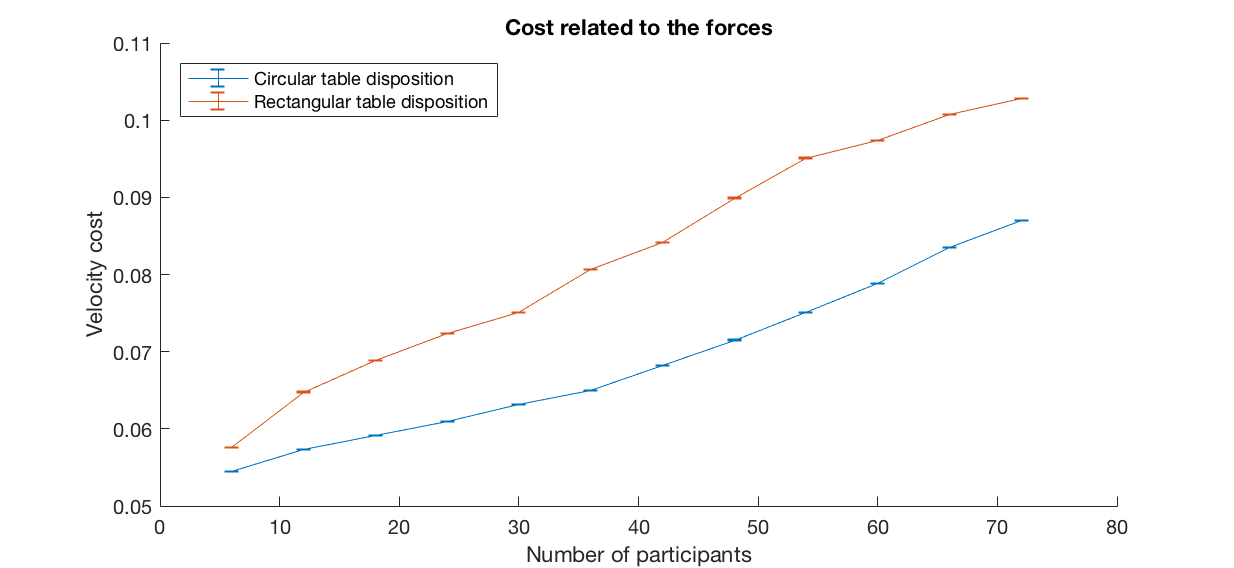 Cost related to the forces
0.11
0.1
0.09
0.08
0.07
0.06
0.05
Velocity cost
Circular table disposition
Rectangular table disposition
0 10 20 30 40 50 60 70 80
Number of participants